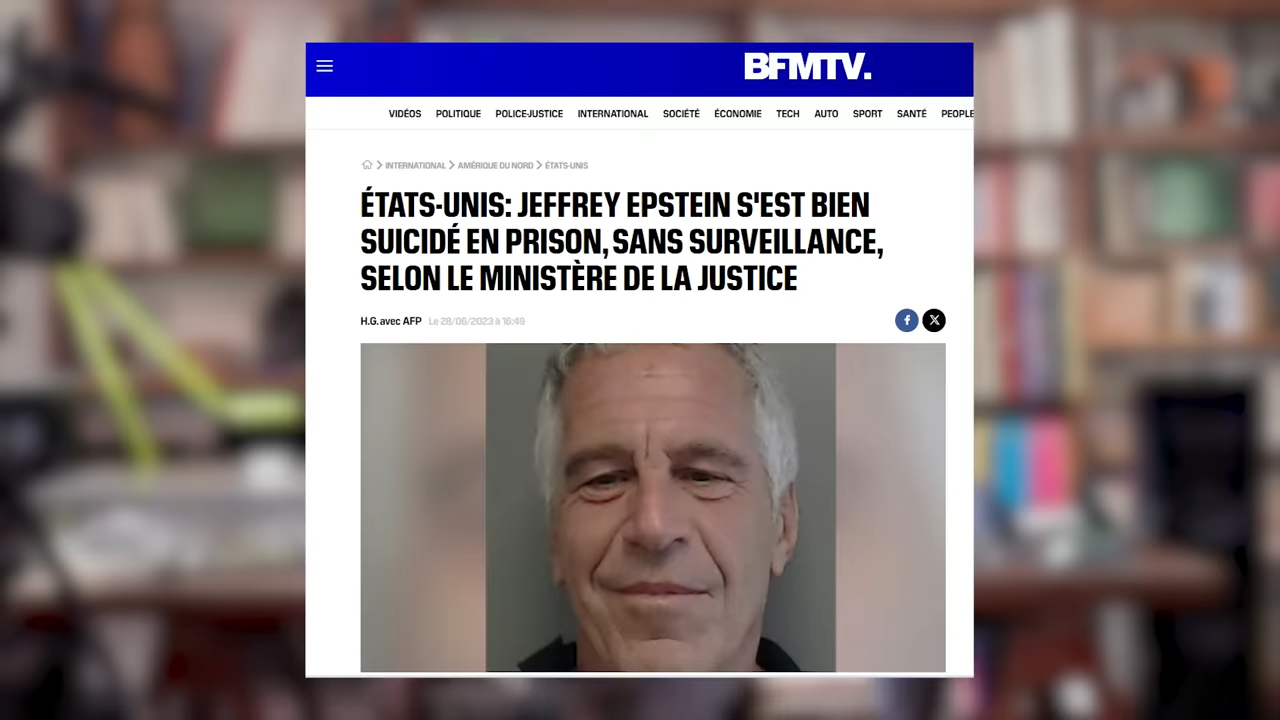 BFMTV.
VIDÉOS POLITIQUE POLICE-JUSTICE INTERNATIONAL SOCIÉTÉ ÉCONOMIE TECH AUTO SPORT SANTÉ PEOPLE
INTERNATIONAL > AMÉRIQUE DU NORD > ÉTATS-UNIS
ÉTATS-UNIS: JEFFREY EPSTEIN S'EST BIEN
SUICIDÉ EN PRISON, SANS SURVEILLANCE,
SELON LE MINISTÈRE DE LA JUSTICE
H.G. avec AFP Le 28/06/2023 à 16:49